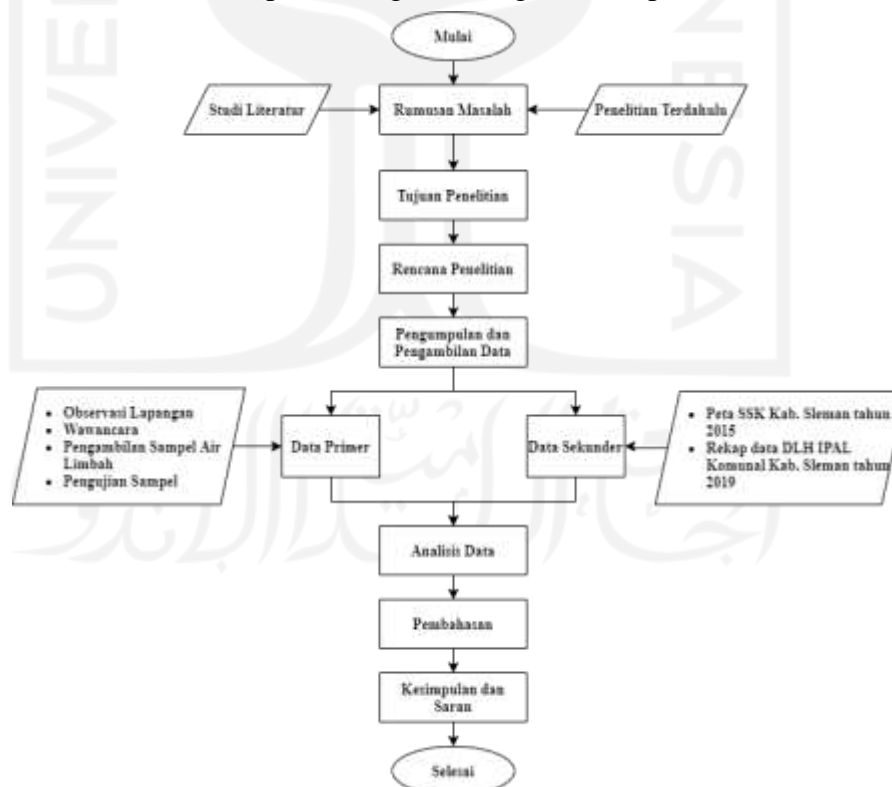 Mulai
Studi Literatur
Rumusan Masalah
Penelitian Terdahulu
Tujuan Penelitian
Rencana Penelitian
Pengumpulan dan
Pengambilan Data
• Observasi Lapangan
• Wawancara
• Pengambilan Sampel Air
Limbah
• Pengujian Sampel
Data Primer
Data Sekunder
• Peta SSK Kab. Sleman tahun
2015
• Rekap data DLH IPAL
Komunal Kab. Sleman tahun
2019
Analisis Data
Pembahasan
Kesimpulan dan
Saran
Selesai